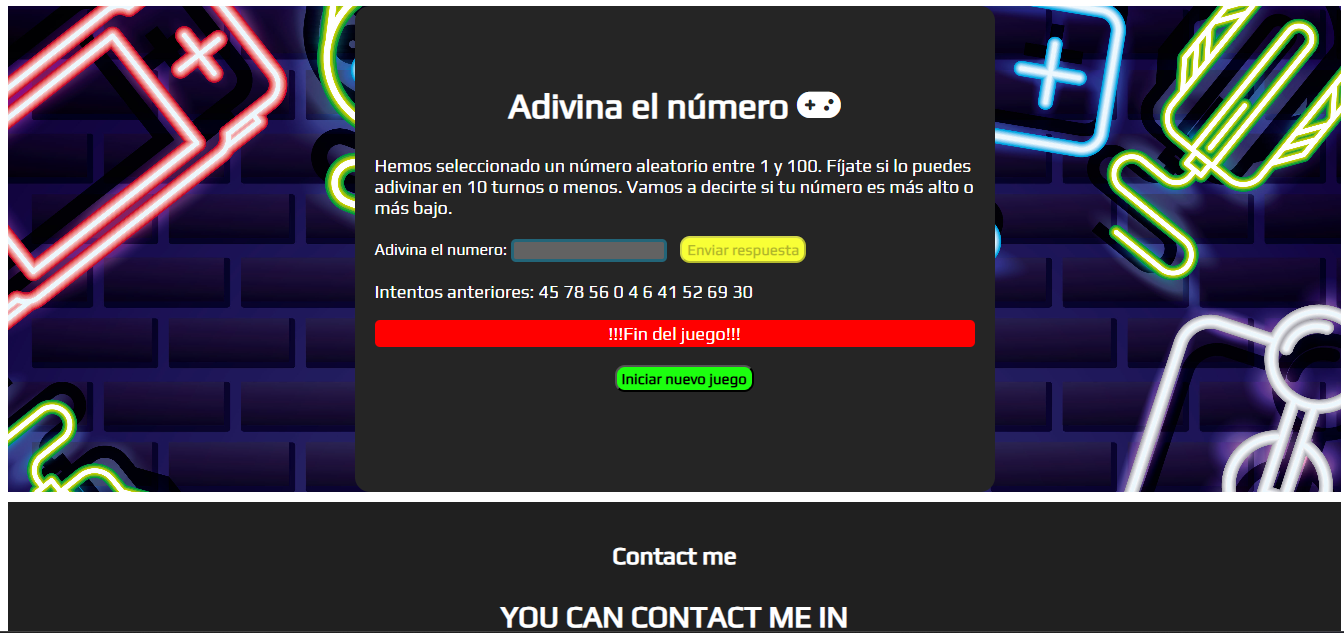 Adivina el número
Hemos seleccionado un número aleatorio entre 1 y 100. Fíjate si lo puedes
adivinar en 10 turnos o menos. Vamos a decirte si tu número es más alto o
más bajo.
Adivina el numero: Enviar respuesta
Intentos anteriores: 45 78 56 0 4 6 41 52 69 30
!!!Fin del juego!!!
Iniciar nuevo juego
Contact me
YOU CAN CONTACT ME IN